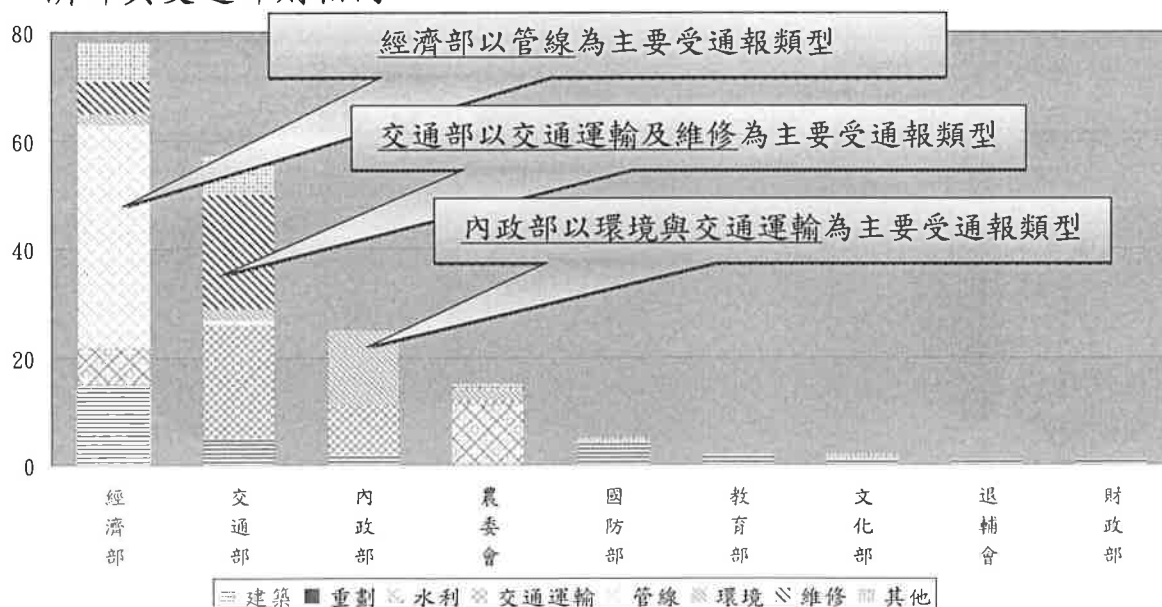 80
60
40
20
0
經濟部以管線為主要受通報類型
交通部以交通運輸及維修為主要受通報類型
內政部以環境與交通運輸為主要受通報類型
經濟部
交通部
內政部
農委會
國防部
教育部
文化部
退輔會
財政部
建築 重劃 水利 交通運輸 管線 環境 維修 其他